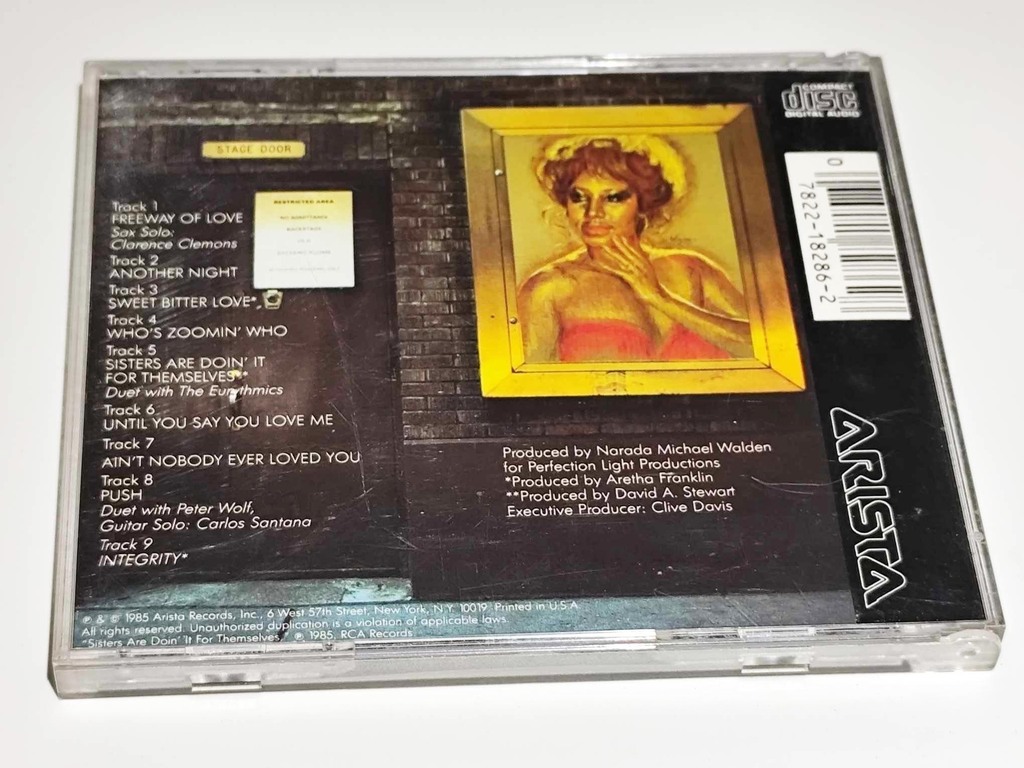 STAGE DOOR
RESTRICTED AREA
NO ADMITTANCE
BACKSTAGE
Track 1
FREEWAY OF LOVE
Sax Solo:
Clarence Clemons
Track 2
ANOTHER NIGHT
Track 3
SWEET BITTER LOVE*
Track 4
WHO'S ZOOMIN' WHO
Track 5
SISTERS ARE DOIN' IT
FOR THEMSELVES**
Duet with The Eurythmics
Track 6
UNTIL YOU SAY YOU LOVE ME
Track 7
AIN'T NOBODY EVER LOVED YOU
Track 8
PUSH
Duet with Peter Wolf,
Guitar Solo: Carlos Santana
Track 9
INTEGRITY*
Produced by Narada Michael Walden
for Perfection Light Productions
*Produced by Aretha Franklin
**Produced by David A. Stewart
Executive Producer: Clive Davis
℗ & © 1985 Arista Records, Inc., 6 West 57th Street, New York, N.Y. 10019. Printed in U.S.A.
All rights reserved. Unauthorized duplication is a violation of applicable laws.
"Sisters Are Doin' It For Themselves, ℗ 1985, RCA Records
COMPACT
disc
DIGITAL AUDIO
0 7822-18286-2
ARISTA